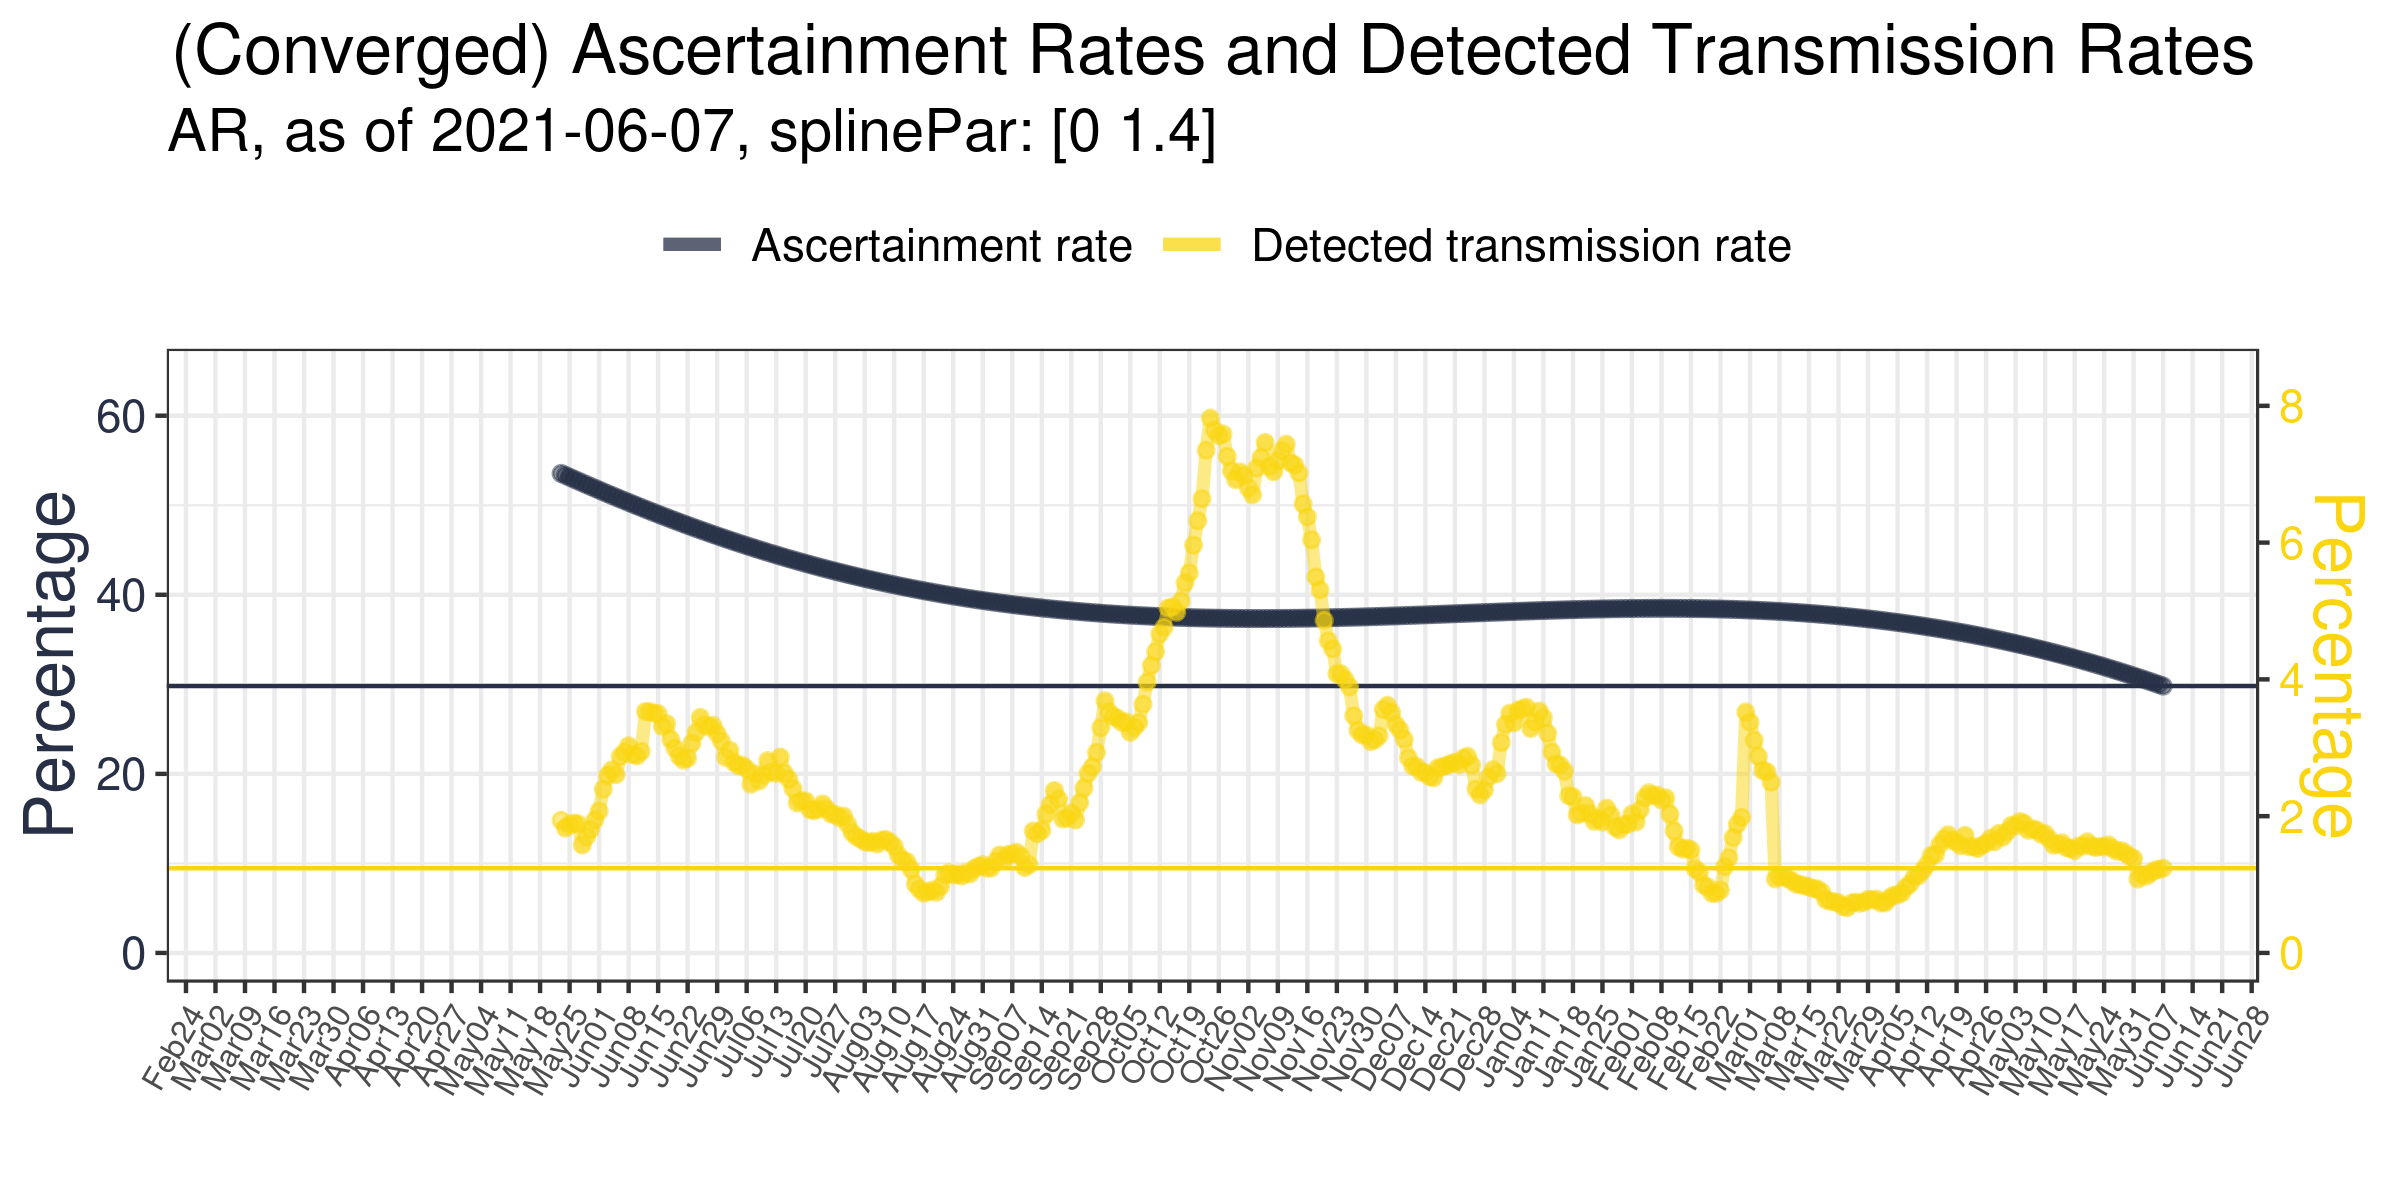 (Converged) Ascertainment Rates and Detected Transmission Rates
AR, as of 2021-06-07, splinePar: [0 1.4]
Ascertainment rate
Detected transmission rate
Percentage
60
40
20
0
8
6
4
2
0
Percentage
Feb24
Mar02
Mar09
Mar16
Mar23
Mar30
Apr06
Apr13
Apr20
Apr27
May04
May11
May18
May25
Jun01
Jun08
Jun15
Jun22
Jun29
Jul06
Jul13
Jul20
Jul27
Aug03
Aug10
Aug17
Aug24
Aug31
Sep07
Sep14
Sep21
Sep28
Oct05
Oct12
Oct19
Oct26
Nov02
Nov09
Nov16
Nov23
Nov30
Dec07
Dec14
Dec21
Dec28
Jan04
Jan11
Jan18
Jan25
Feb01
Feb08
Feb15
Feb22
Mar01
Mar08
Mar15
Mar22
Mar29
Apr05
Apr12
Apr19
Apr26
May03
May10
May17
May24
May31
Jun07
Jun14
Jun21
Jun28